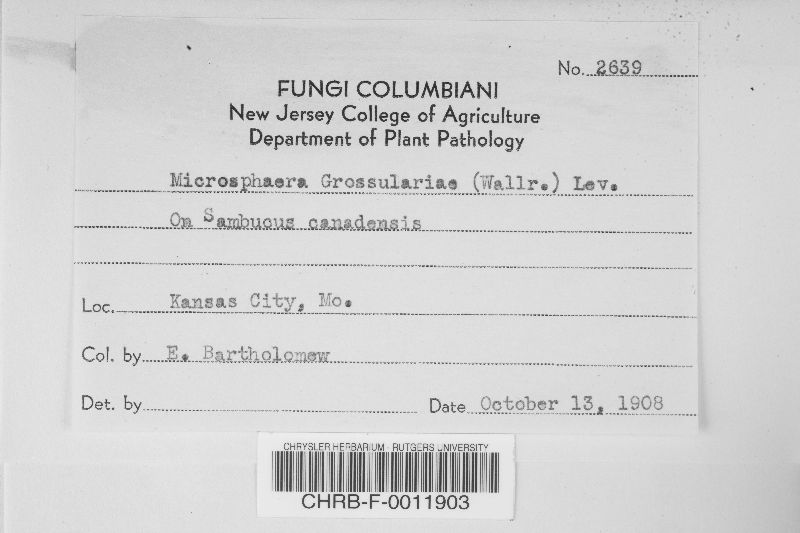 No. 2639
FUNGI COLUMBIANI
New Jersey College of Agriculture
Department of Plant Pathology
Microsphaera Grossulariae (Wallr.) Lev.
On Sambucus canadensis
Loc. Kansas City, Mo.
Col. by E. Bartholomew
Det. by
Date October 13, 1908
CHRYSLER HERBARIUM - RUTGERS UNIVERSITY
CHRB-F-0011903